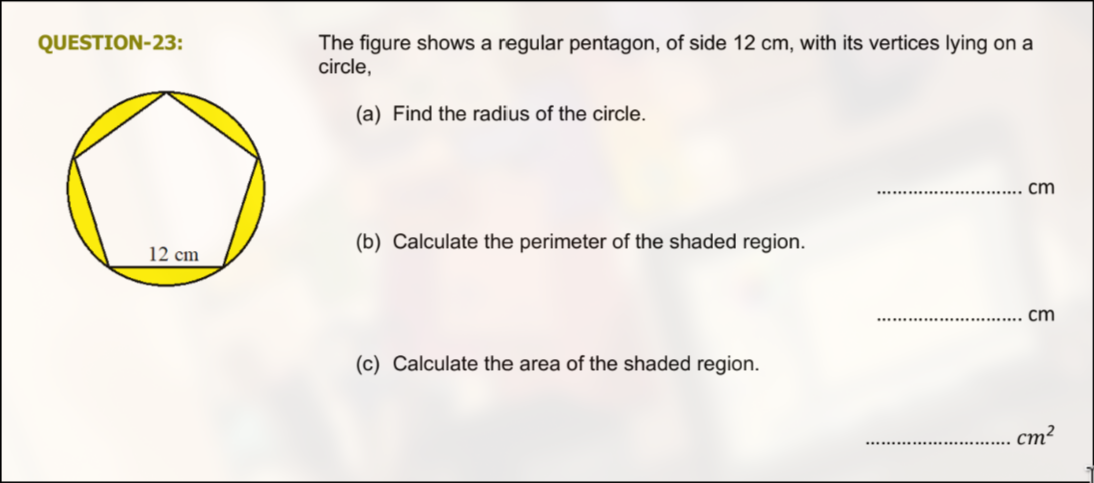 QUESTION-23:
The figure shows a regular pentagon, of side 12 cm, with its vertices lying on a
circle,
(a) Find the radius of the circle.
............................ cm
(b) Calculate the perimeter of the shaded region.
12 cm
............................ cm
(c) Calculate the area of the shaded region.
............................ cm²